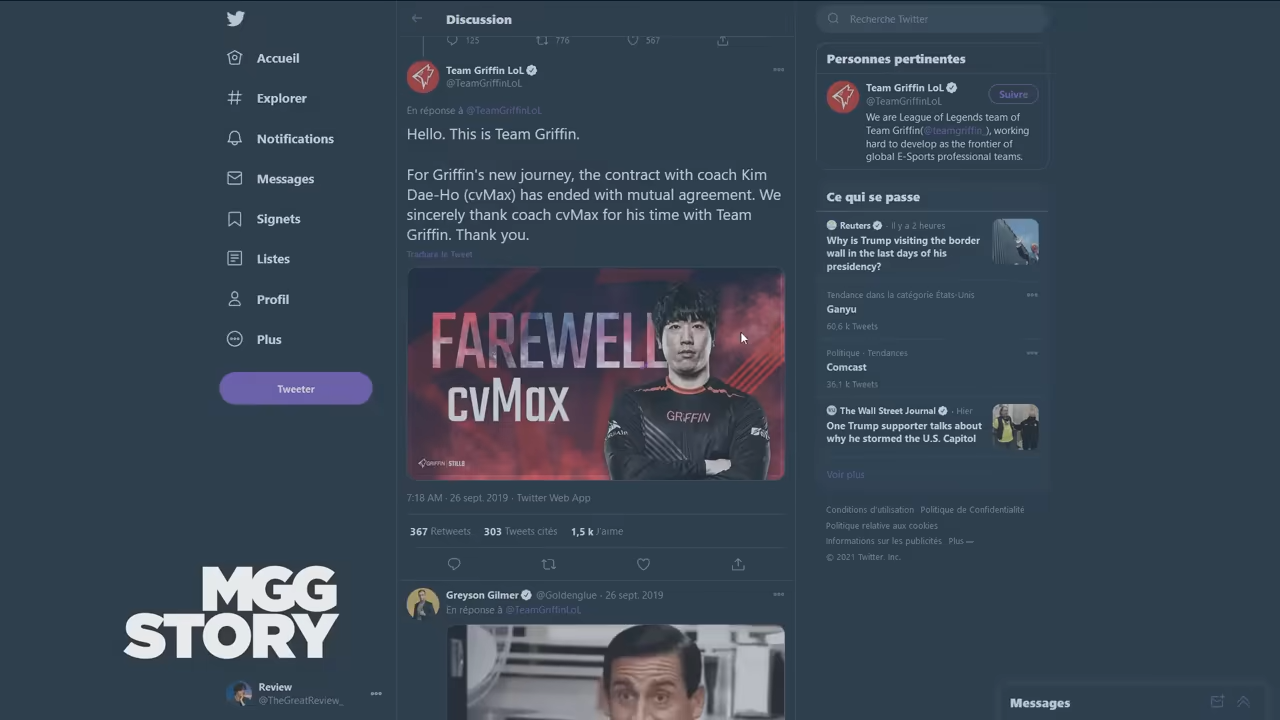 Discussion
Recherche Twitter
125
776
567
Accueil
Explorer
Notifications
Messages
Signets
Listes
Profil
Plus
Tweeter
Team Griffin LoL
@TeamGriffinLoL
En réponse à @TeamGriffinLoL
Hello. This is Team Griffin.
For Griffin's new journey, the contract with coach Kim
Dae-Ho (cvMax) has ended with mutual agreement. We
sincerely thank coach cvMax for his time with Team
Griffin. Thank you.
Traduire le Tweet
FAREWELL
cvMax
GRIFFIN
GRIFFIN
STILL8
7:18 AM · 26 sept. 2019 · Twitter Web App
367 Retweets 303 Tweets cités 1,5 k J'aime
Greyson Gilmer @Goldenglue · 26 sept. 2019
En réponse à @TeamGriffinLoL
Personnes pertinentes
Team Griffin LoL
@TeamGriffinLoL
Suivre
We are League of Legends team of
Team Griffin(@teamgriffin_), working
hard to develop as the frontier of
global E-Sports professional teams.
Ce qui se passe
Reuters · Il y a 2 heures
Why is Trump visiting the border
wall in the last days of his
presidency?
Tendance dans la catégorie États-Unis
Ganyu
60,6 k Tweets
Politique · Tendances
Comcast
36,1 k Tweets
The Wall Street Journal · Hier
One Trump supporter talks about
why he stormed the U.S. Capitol
Voir plus
Conditions d'utilisation Politique de Confidentialité
Politique relative aux cookies
Informations sur les publicités Plus —
© 2021 Twitter, Inc.
MGG
STORY
Review
@TheGreatReview_
Messages